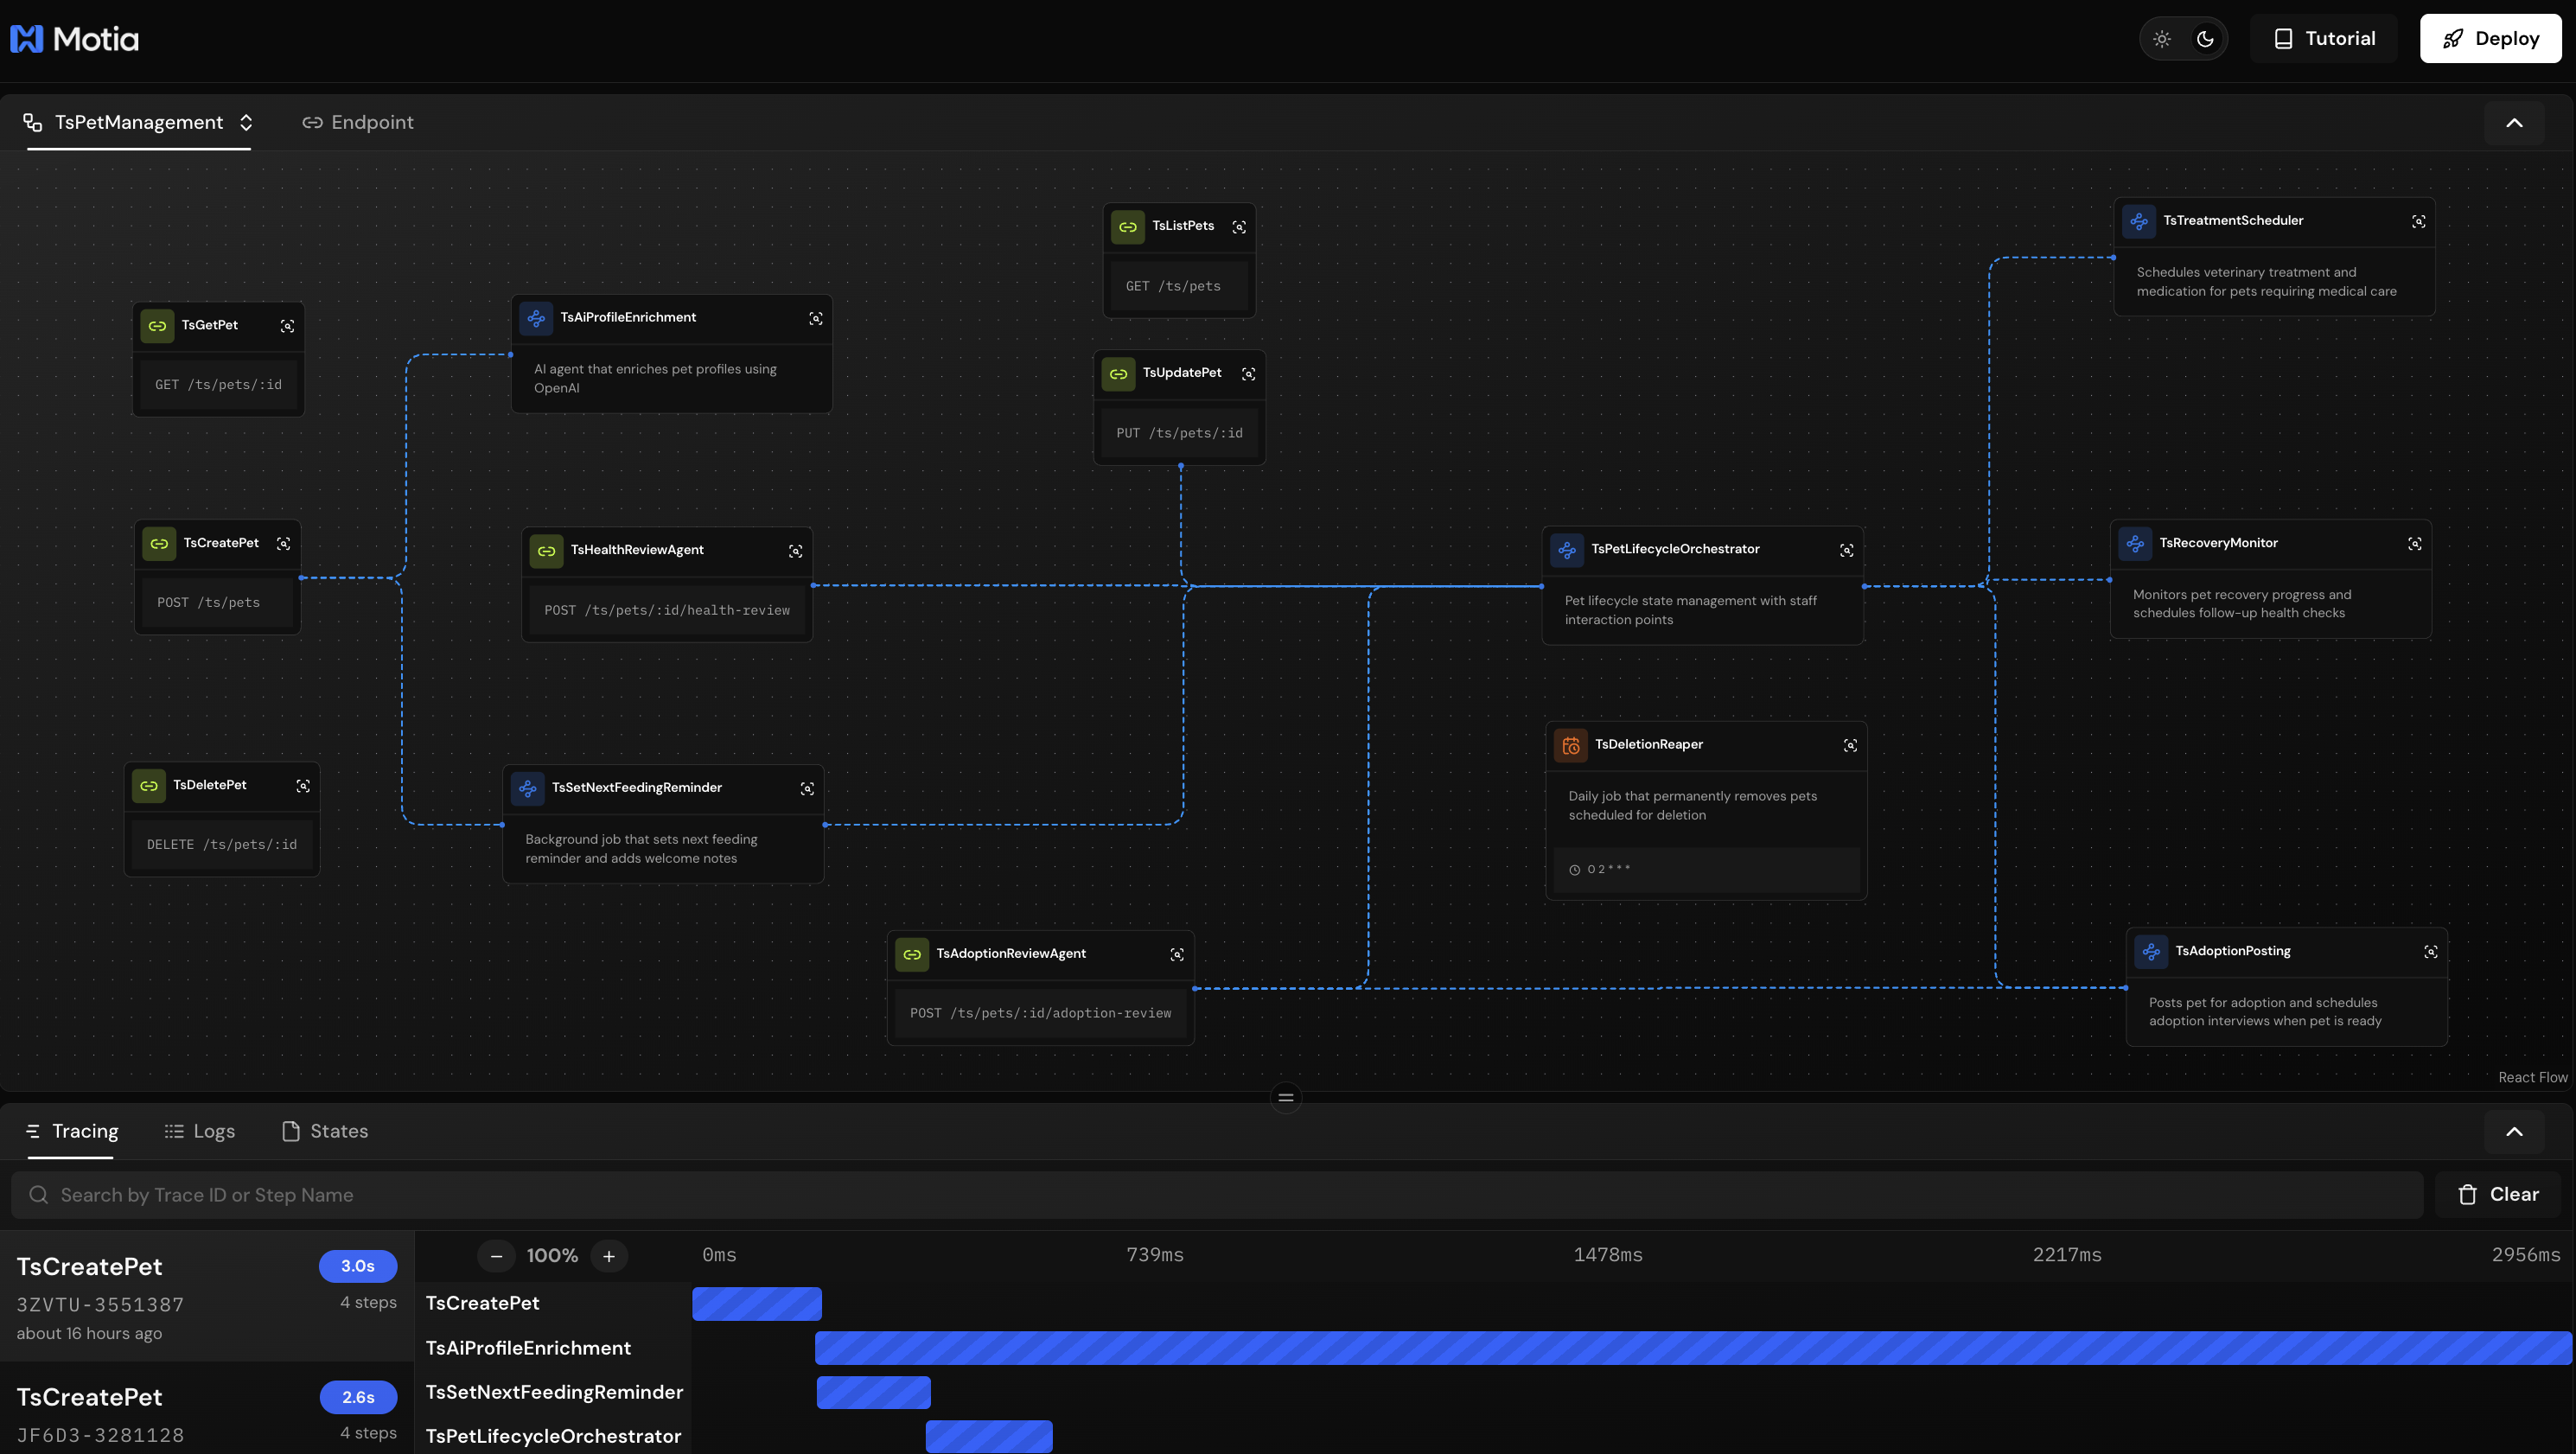 Motia
Tutorial
Deploy
TsPetManagement
Endpoint
TsListPets
GET /ts/pets
TsTreatmentScheduler
Schedules veterinary treatment and
medication for pets requiring medical care
TsGetPet
GET /ts/pets/:id
TsAiProfileEnrichment
AI agent that enriches pet profiles using
OpenAI
TsUpdatePet
PUT /ts/pets/:id
TsCreatePet
POST /ts/pets
TsHealthReviewAgent
POST /ts/pets/:id/health-review
TsPetLifecycleOrchestrator
Pet lifecycle state management with staff
interaction points
TsRecoveryMonitor
Monitors pet recovery progress and
schedules follow-up health checks
TsDeletePet
DELETE /ts/pets/:id
TsSetNextFeedingReminder
Background job that sets next feeding
reminder and adds welcome notes
TsDeletionReaper
Daily job that permanently removes pets
scheduled for deletion
0 2 * * *
TsAdoptionReviewAgent
POST /ts/pets/:id/adoption-review
TsAdoptionPosting
Posts pet for adoption and schedules
adoption interviews when pet is ready
React Flow
Tracing
Logs
States
Search by Trace ID or Step Name
Clear
TsCreatePet
3.0s
3ZVTU-3551387
4 steps
about 16 hours ago
TsCreatePet
2.6s
JF6D3-3281128
4 steps
100%
0ms
739ms
1478ms
2217ms
2956ms
TsCreatePet
TsAiProfileEnrichment
TsSetNextFeedingReminder
TsPetLifecycleOrchestrator